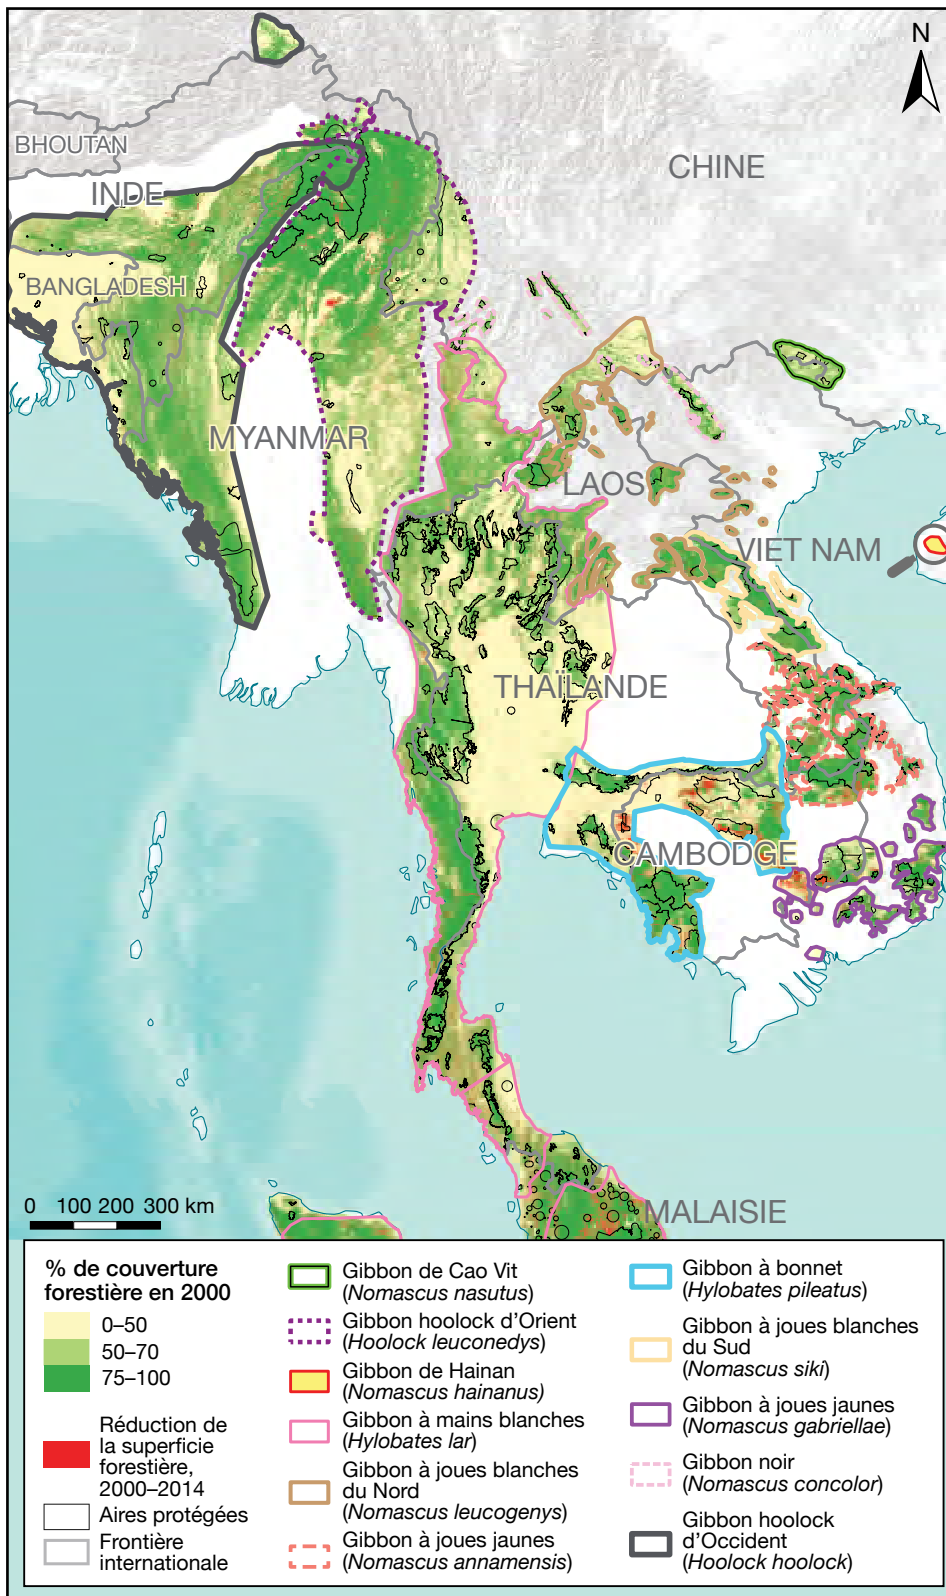 N
BHOUTAN
CHINE
INDE
BANGLADESH
MYANMAR
LAOS
VIET NAM
THAÏLANDE
CAMBODGE
MALAISIE
0 100 200 300 km
% de couverture
forestière en 2000
0–50
50–70
75–100
Réduction de
la superficie
forestière,
2000–2014
Aires protégées
Frontière
internationale
Gibbon de Cao Vit
(Nomascus nasutus)
Gibbon hoolock d’Orient
(Hoolock leuconedys)
Gibbon de Hainan
(Nomascus hainanus)
Gibbon à mains blanches
(Hylobates lar)
Gibbon à joues blanches
du Nord
(Nomascus leucogenys)
Gibbon à joues jaunes
(Nomascus annamensis)
Gibbon à bonnet
(Hylobates pileatus)
Gibbon à joues blanches
du Sud
(Nomascus siki)
Gibbon à joues jaunes
(Nomascus gabriellae)
Gibbon noir
(Nomascus concolor)
Gibbon hoolock
d’Occident
(Hoolock hoolock)